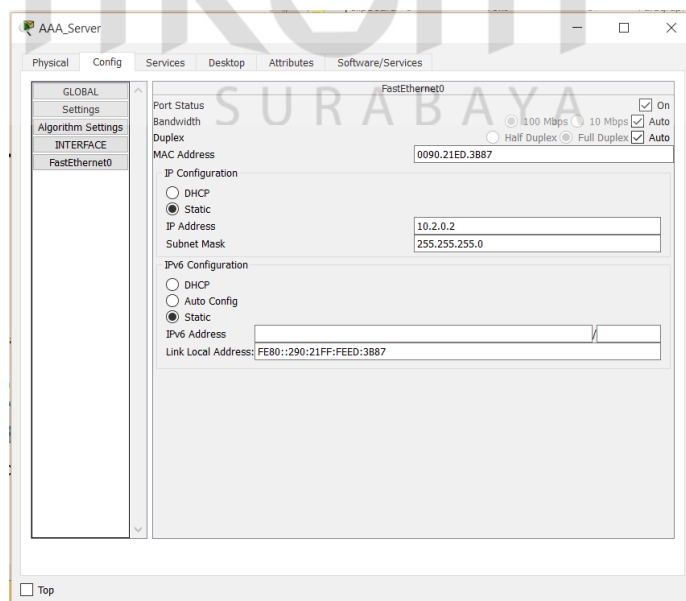 AAA_Server
Physical Config Services Desktop Attributes Software/Services
GLOBAL
Settings
Algorithm Settings
INTERFACE
FastEthernet0
FastEthernet0
Port Status On
Bandwidth 100 Mbps 10 Mbps Auto
Duplex Half Duplex Full Duplex Auto
MAC Address 0090.21ED.3B87
IP Configuration
DHCP
Static
IP Address 10.2.0.2
Subnet Mask 255.255.255.0
IPv6 Configuration
DHCP
Auto Config
Static
IPv6 Address /
Link Local Address: FE80::290:21FF:FEED:3B87
Top
SURABAYA